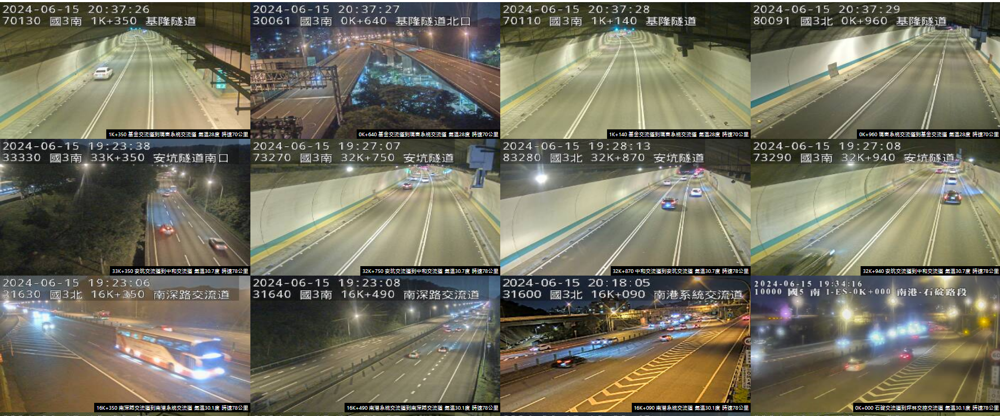 2024-06-15 20:37:26
70130 國3南 1K+350 基隆隧道
1K+350 基金交流道到瑪東系統交流道 氣溫28度 時速70公里
2024-06-15 20:37:27
30061 國3南 0K+640 基隆隧道北口
0K+640 基金交流道到瑪東系統交流道 氣溫28度 時速70公里
2024-06-15 20:37:28
70110 國3南 1K+140 基隆隧道
1K+140 基金交流道到瑪東系統交流道 氣溫28度 時速70公里
2024-06-15 20:37:29
80091 國3北 0K+960 基隆隧道
0K+960 瑪東系統交流道到基金交流道 氣溫28度 時速70公里
2024-06-15 19:23:38
33330 國3南 33K+350 安坑隧道南口
33K+350 安坑交流道到中和交流道 氣溫30.7度 時速78公里
2024-06-15 19:27:07
73270 國3南 32K+750 安坑隧道
32K+750 安坑交流道到中和交流道 氣溫30.7度 時速78公里
2024-06-15 19:28:13
83280 國3北 32K+870 安坑隧道
32K+870 中和交流道到安坑交流道 氣溫30.7度 時速78公里
2024-06-15 19:27:08
73290 國3南 32K+940 安坑隧道
32K+940 安坑交流道到中和交流道 氣溫30.7度 時速78公里
2024-06-15 19:23:06
31630 國3北 16K+350 南深路交流道
16K+350 南深路交流道到南港系統交流道 氣溫30.1度 時速78公里
2024-06-15 19:23:08
31640 國3南 16K+490 南深路交流道
16K+490 南港系統交流道到南深路交流道 氣溫30.1度 時速78公里
2024-06-15 20:18:05
31600 國3北 16K+090 南港系統交流道
16K+090 南港系統交流道 氣溫30.1度 時速78公里
2024-06-15 19:34:16
10000 國5 南 1-ES-0K+000 南港-石碇路段
0K+000 石碇交流道到坪林交控交流道 氣溫30.1度 時速78公里